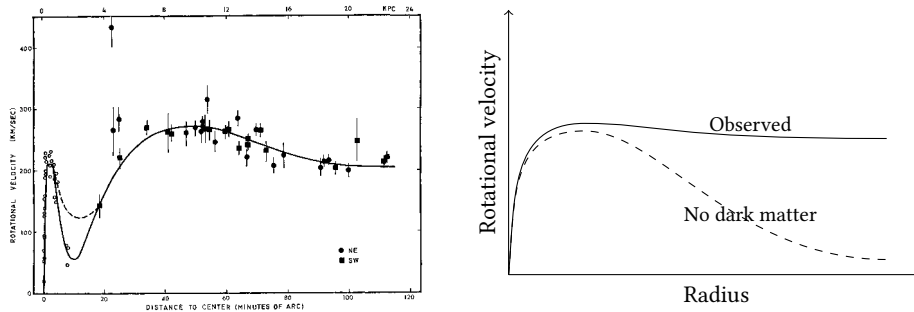 0 4 8 12 16 KPC 20 24
ROTATIONAL VELOCITY (KM/SEC)
400
300
200
100
0
NE
SW
0 20 40 60 80 100 120
DISTANCE TO CENTER (MINUTES OF ARC)
Rotational velocity
Observed
No dark matter
Radius